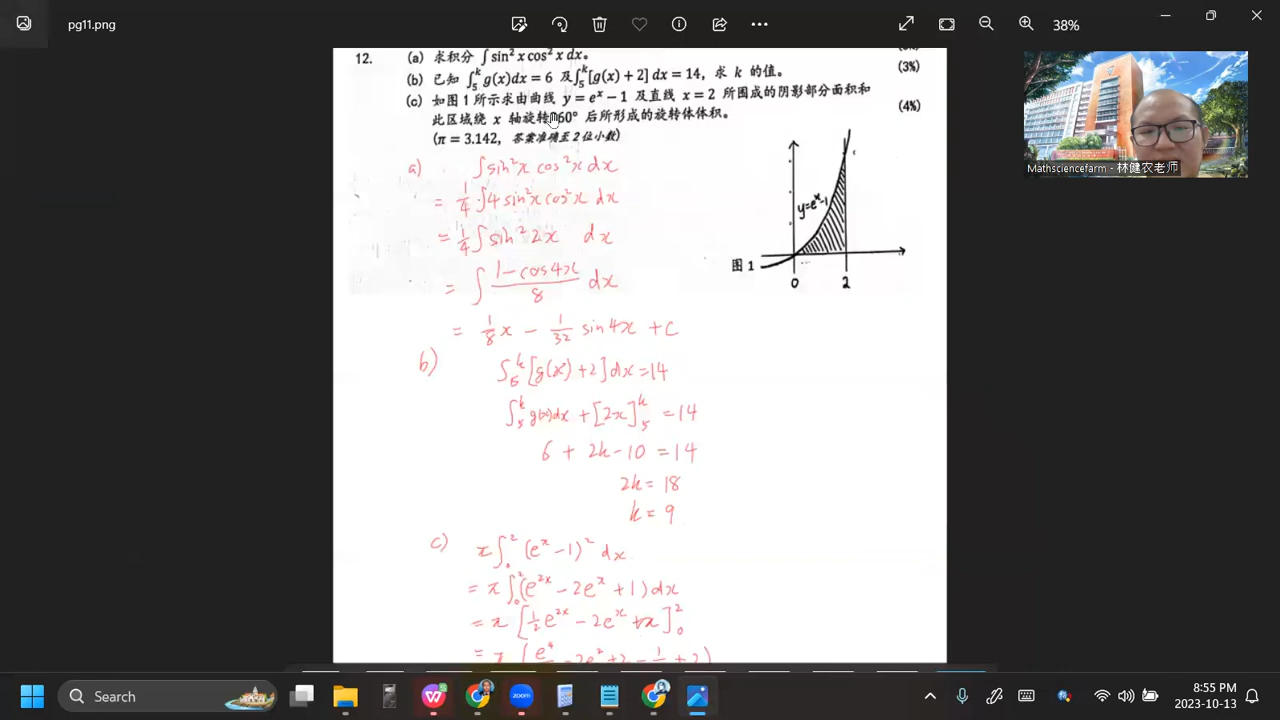 pg11.png
38%
12. (a) 求积分 ∫sin²x cos²x dx。
(b) 已知 ∫₅ᵏ g(x)dx = 6 及∫₅ᵏ[g(x) + 2] dx = 14, 求 k 的值。 (3%)
(c) 如图 1 所示求由曲线 y = eˣ − 1 及直线 x = 2 所围成的阴影部分面积和
此区域绕 x 轴旋转360° 后所形成的旋转体体积。 (4%)
(π = 3.142, 答案准确至 2 位小数)
a) ∫sin²x cos²x dx
= 1/4 ∫4 sin²x cos²x dx
= 1/4 ∫sin²2x dx
= ∫ (1−cos4x)/8 dx
= 1/8 x − 1/32 sin4x + c
b) ∫₅ᵏ [g(x) + 2] dx = 14
∫₅ᵏ g(x)dx + [2x]₅ᵏ = 14
6 + 2k − 10 = 14
2k = 18
k = 9
c) π∫₀² (eˣ − 1)² dx
= π∫₀² (e²ˣ − 2eˣ + 1) dx
= π [1/2 e²ˣ − 2eˣ + x]₀²
y=eˣ-1
图 1
0 2
Mathsciencefarm - 林健农老师
Search
8:55 PM
2023-10-13